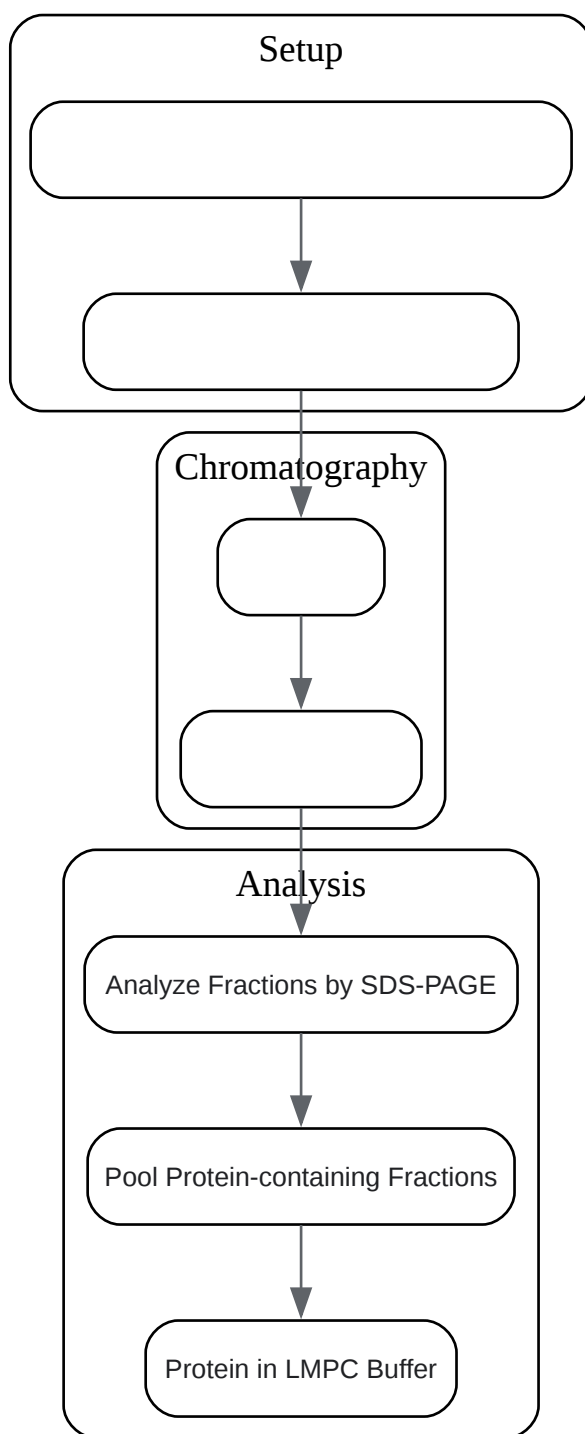 Setup
Chromatography
Analysis
Analyze Fractions by SDS-PAGE
Pool Protein-containing Fractions
Protein in LMPC Buffer